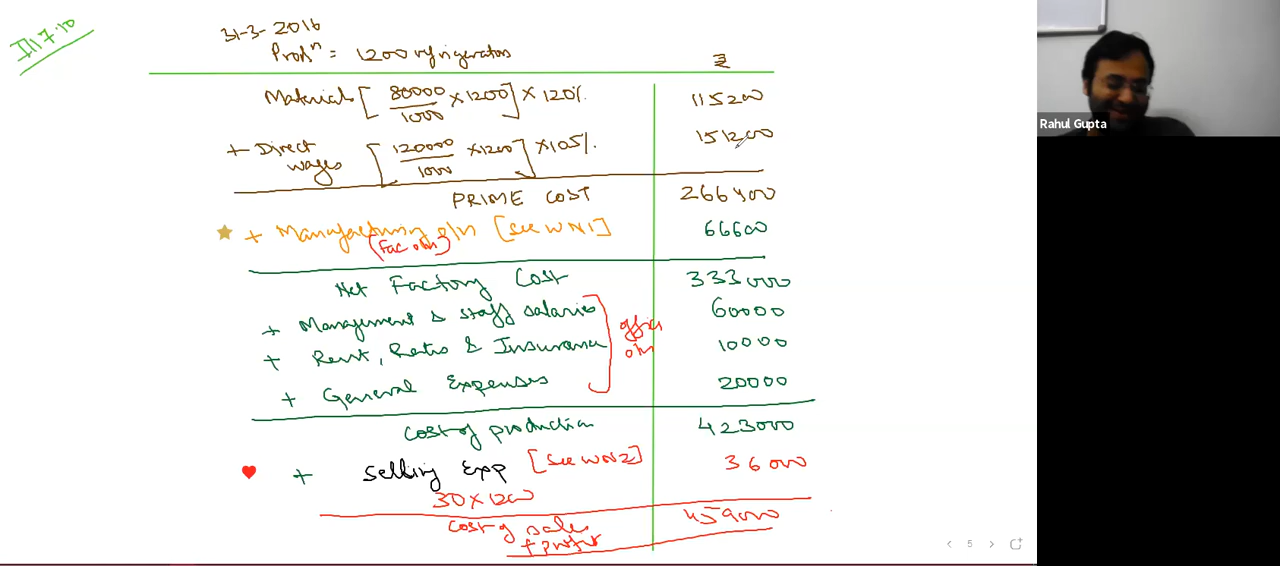 Ill 7.10
31-3-2016
Prodⁿ = 1200 refrigerators
₹
Materials [ 80000/1000 × 1200 ] × 120%. 115200
+ Direct wages [ 120000/1000 × 1200 ] × 105%. 151200
PRIME COST 266400
+ Manufacturing o/h [see WN1] 66600
(Fac o/h)
Net Factory Cost 333000
+ Management & staff salaries 60000
+ Rent, Rates & Insurance 10000
office o/h
+ General Expenses 20000
Cost of production 423000
+ Selling Exp [see WN2] 36000
30 × 1200
Cost of sales 459000
+ profit
Rahul Gupta
< 5 >